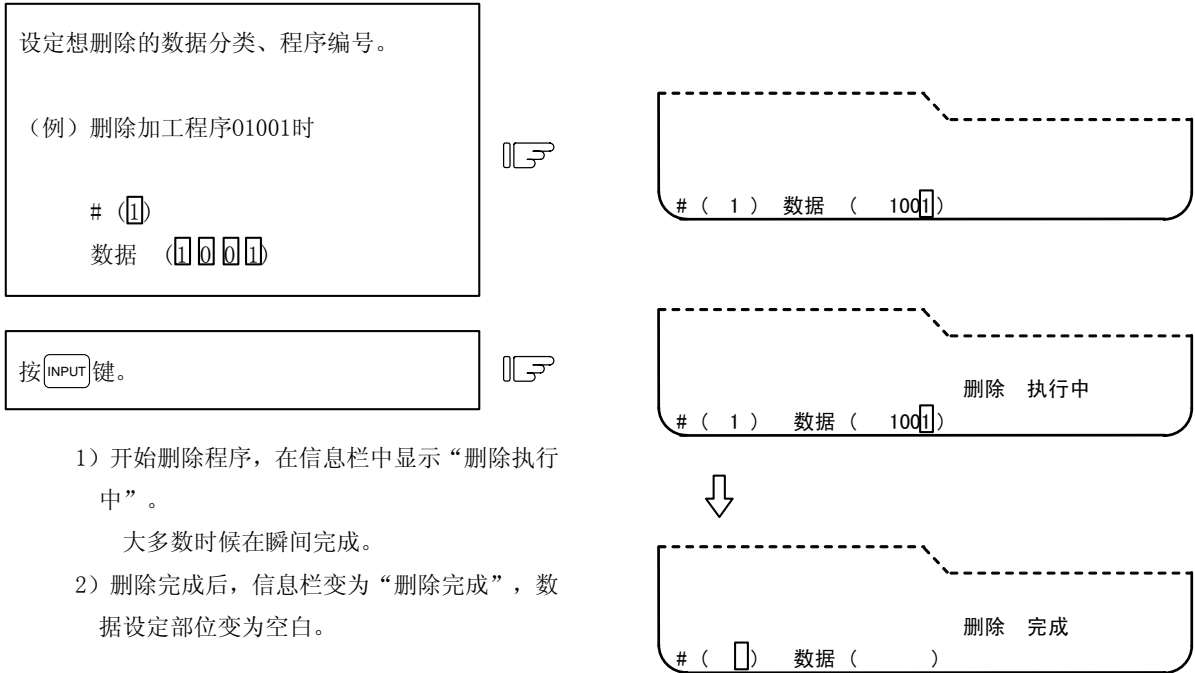 设定想删除的数据分类、程序编号。
（例）删除加工程序01001时
# (1)
数据 (1 0 0 1)
# ( 1 ) 数据 ( 1001)
按INPUT键。
删除 执行中
# ( 1 ) 数据 ( 1001)
1）开始删除程序，在信息栏中显示“删除执行
中”。
大多数时候在瞬间完成。
2）删除完成后，信息栏变为“删除完成”，数
据设定部位变为空白。
删除 完成
# ( ) 数据 ( )